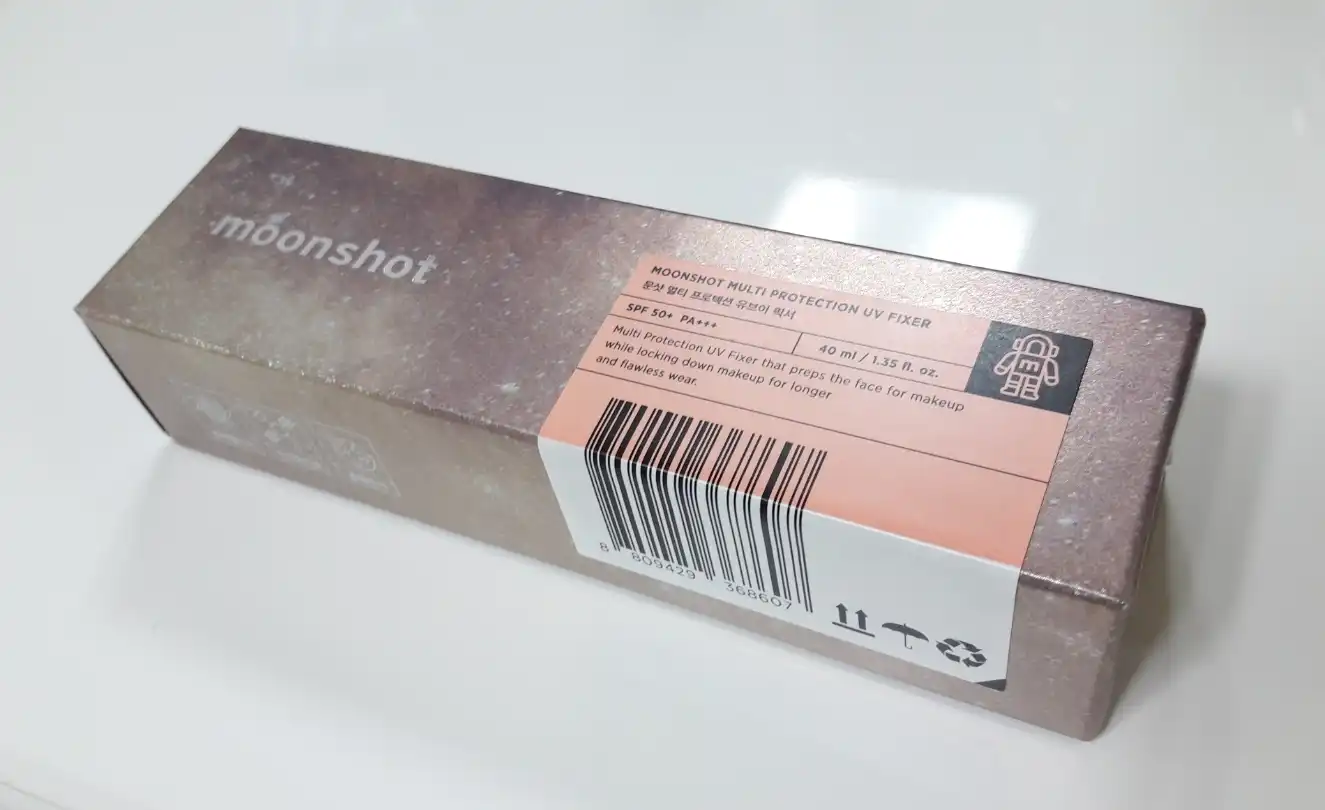 moonshot
MOONSHOT MULTI PROTECTION UV FIXER
문샷 멀티 프로텍션 유브이 픽서
SPF 50+ PA+++
40 ml / 1.35 fl. oz.
Multi Protection UV Fixer that preps the face for makeup
while locking down makeup for longer
and flawless wear.
m
8 809429 368607